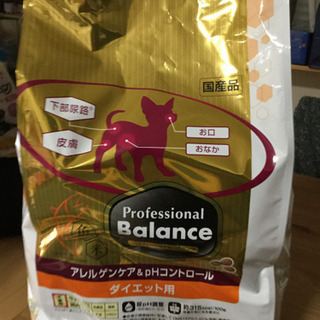 国産品
下部尿路
お口
皮膚
おなか
Professional
Balance
アレルゲンケア&pHコントロール
ダイエット用